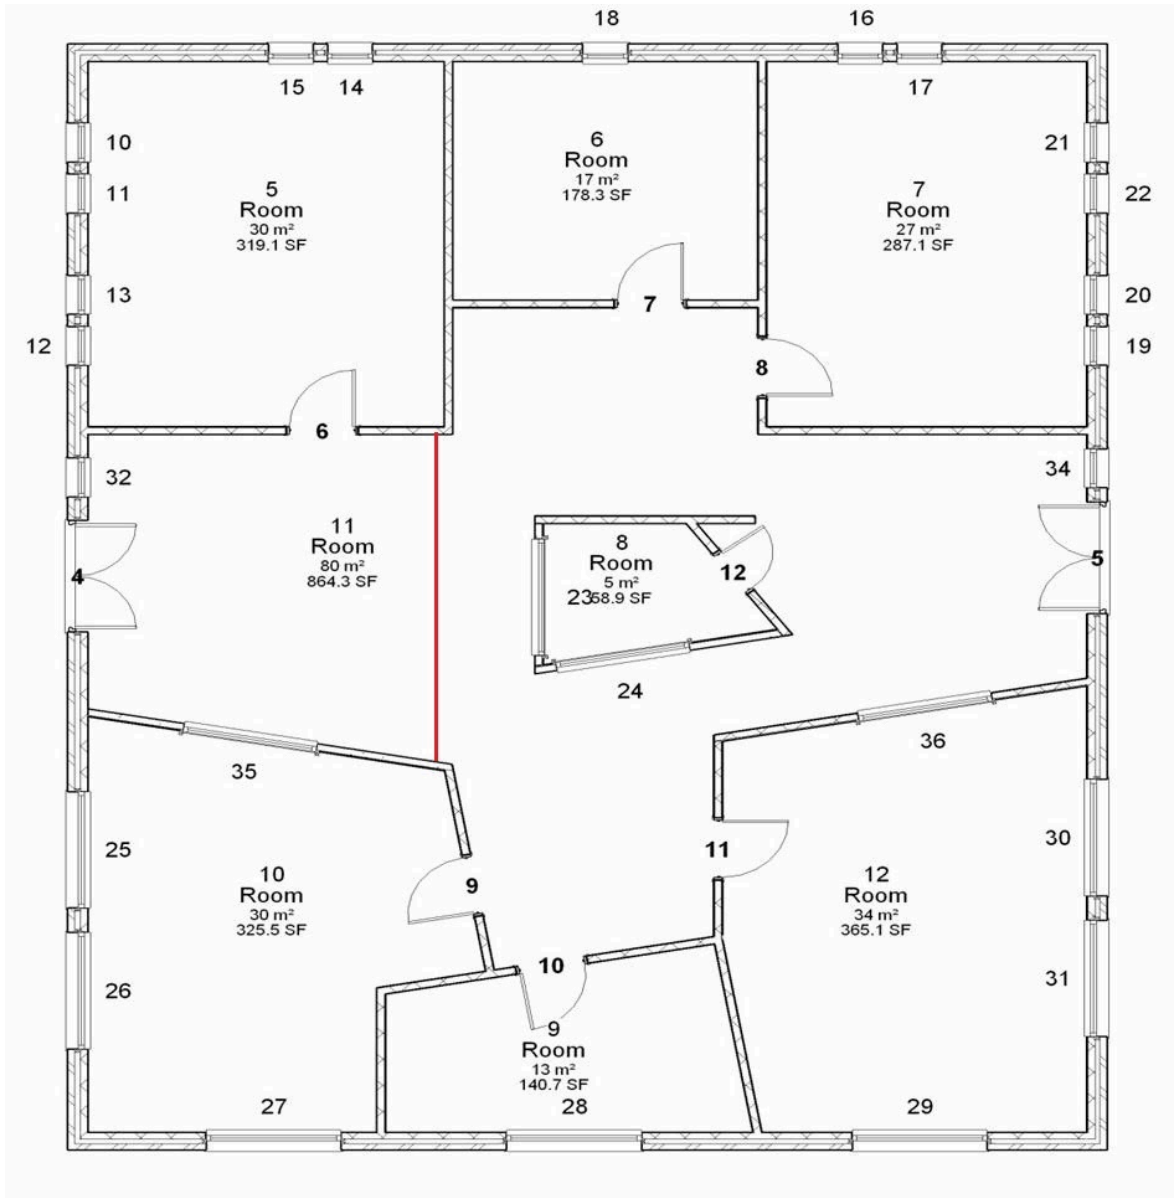 18
16
15
14
17
10
11
13
12
21
22
20
19
5
Room
30 m²
319.1 SF
6
Room
17 m²
178.3 SF
7
Room
27 m²
287.1 SF
7
8
6
32
34
11
Room
80 m²
864.3 SF
4
8
Room
5 m²
58.9 SF
23
12
5
24
35
36
25
10
Room
30 m²
325.5 SF
9
11
12
Room
34 m²
365.1 SF
30
10
26
31
9
Room
13 m²
140.7 SF
27
28
29